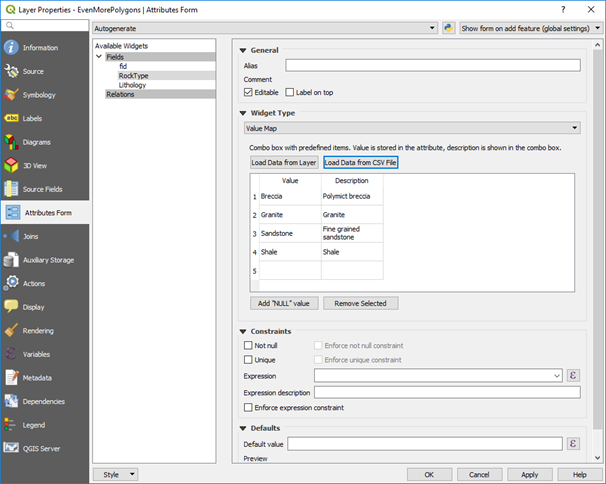 Layer Properties - EvenMorePolygons | Attributes Form
Information
Source
Symbology
abc Labels
Diagrams
3D View
Source Fields
Attributes Form
Joins
Auxiliary Storage
Actions
Display
Rendering
Variables
Metadata
Dependencies
Legend
QGIS Server
Autogenerate
Show form on add feature (global settings)
Available Widgets
Fields
fid
RockType
Lithology
Relations
General
Alias
Comment
Editable Label on top
Widget Type
Value Map
Combo box with predefined items. Value is stored in the attribute, description is shown in the combo box.
Load Data from Layer Load Data from CSV File
Value Description
1 Breccia Polymict breccia
2 Granite Granite
3 Sandstone Fine grained
sandstone
4 Shale Shale
5
Add "NULL" value Remove Selected
Constraints
Not null Enforce not null constraint
Unique Enforce unique constraint
Expression ε
Expression description
Enforce expression constraint
Defaults
Default value ε
Preview
Style OK Cancel Apply Help